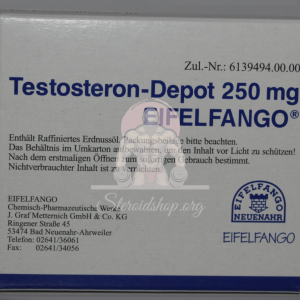 Zul.-Nr.: 6139494.00.00
Testosteron-Depot 250 mg
EIFELFANGO®
Enthält Raffiniertes Erdnussöl, Packungsbeilage bitte beachten.
Das Behältnis im Umkarton aufbewahren, um den Inhalt vor Licht zu schützen!
Nach dem erstmaligen Öffnen zum sofortigen Gebrauch bestimmt.
Nichtverbrauchter Inhalt ist zu vernichten.
EIFELFANGO
Chemisch-Pharmazeutische Werke
J. Graf Metternich GmbH & Co. KG
Ringener Straße 45
53474 Bad Neuenahr-Ahrweiler
Telefon: 02641/36061
Fax: 02641/34056
EIFELFANGO
NEUENAHR
EIFELFANGO
Steroidshop.org